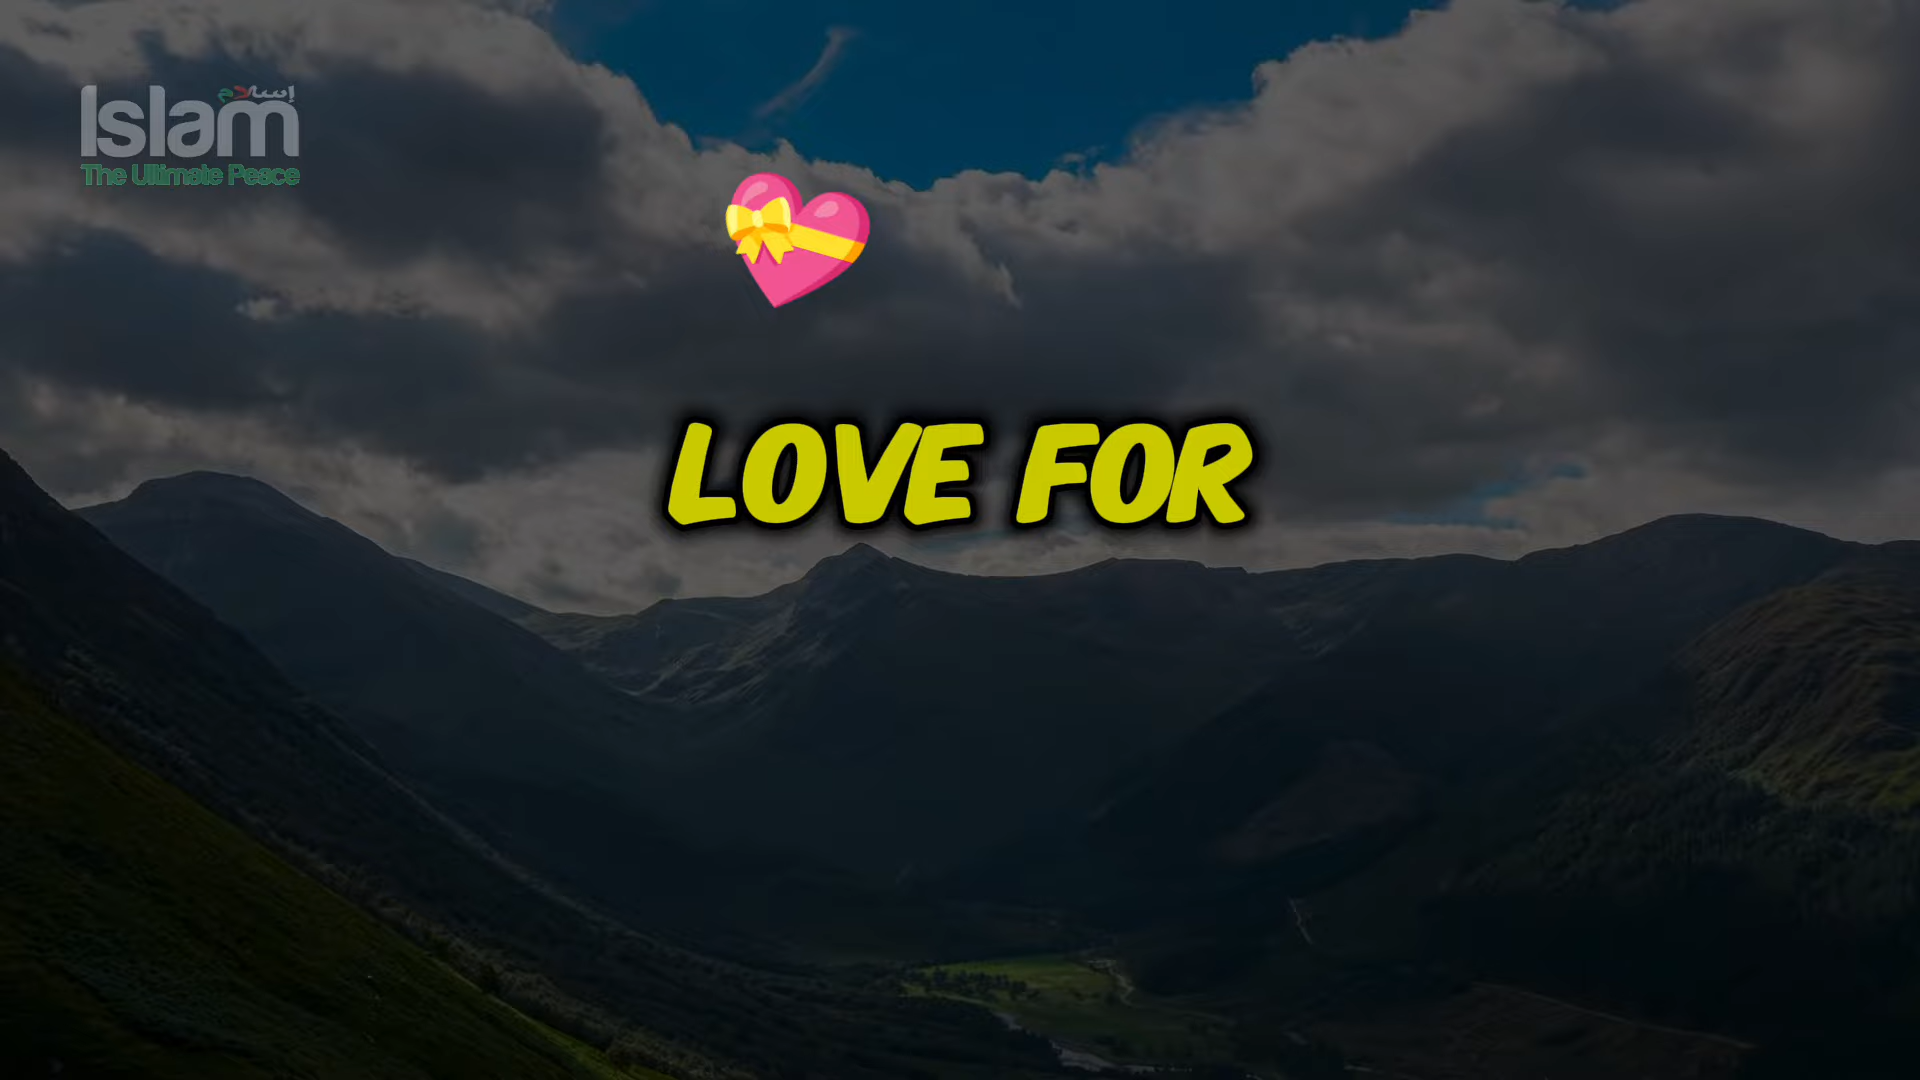 إسلام
Islam
The Ultimate Peace
LOVE FOR